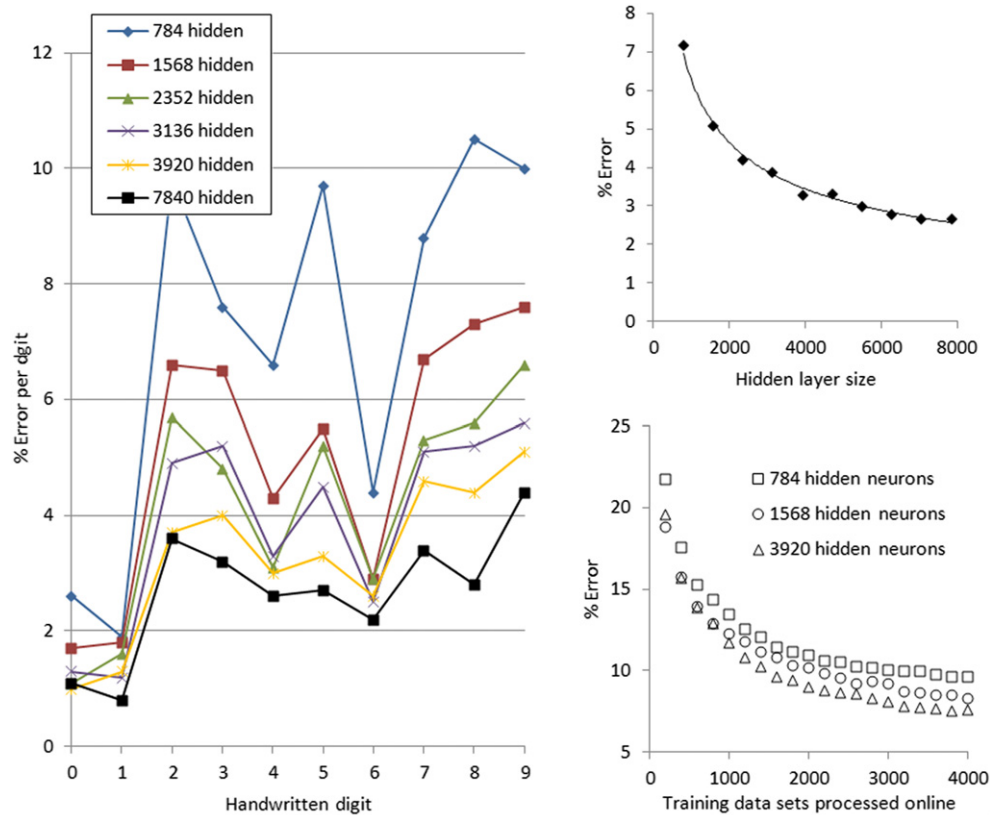 784 hidden
1568 hidden
2352 hidden
3136 hidden
3920 hidden
7840 hidden
12
10
8
6
4
2
0
% Error per dgit
0 1 2 3 4 5 6 7 8 9
Handwritten digit
8
7
6
5
4
3
2
1
0
% Error
0 2000 4000 6000 8000
Hidden layer size
25
20
15
10
5
% Error
784 hidden neurons
1568 hidden neurons
3920 hidden neurons
0 1000 2000 3000 4000
Training data sets processed online